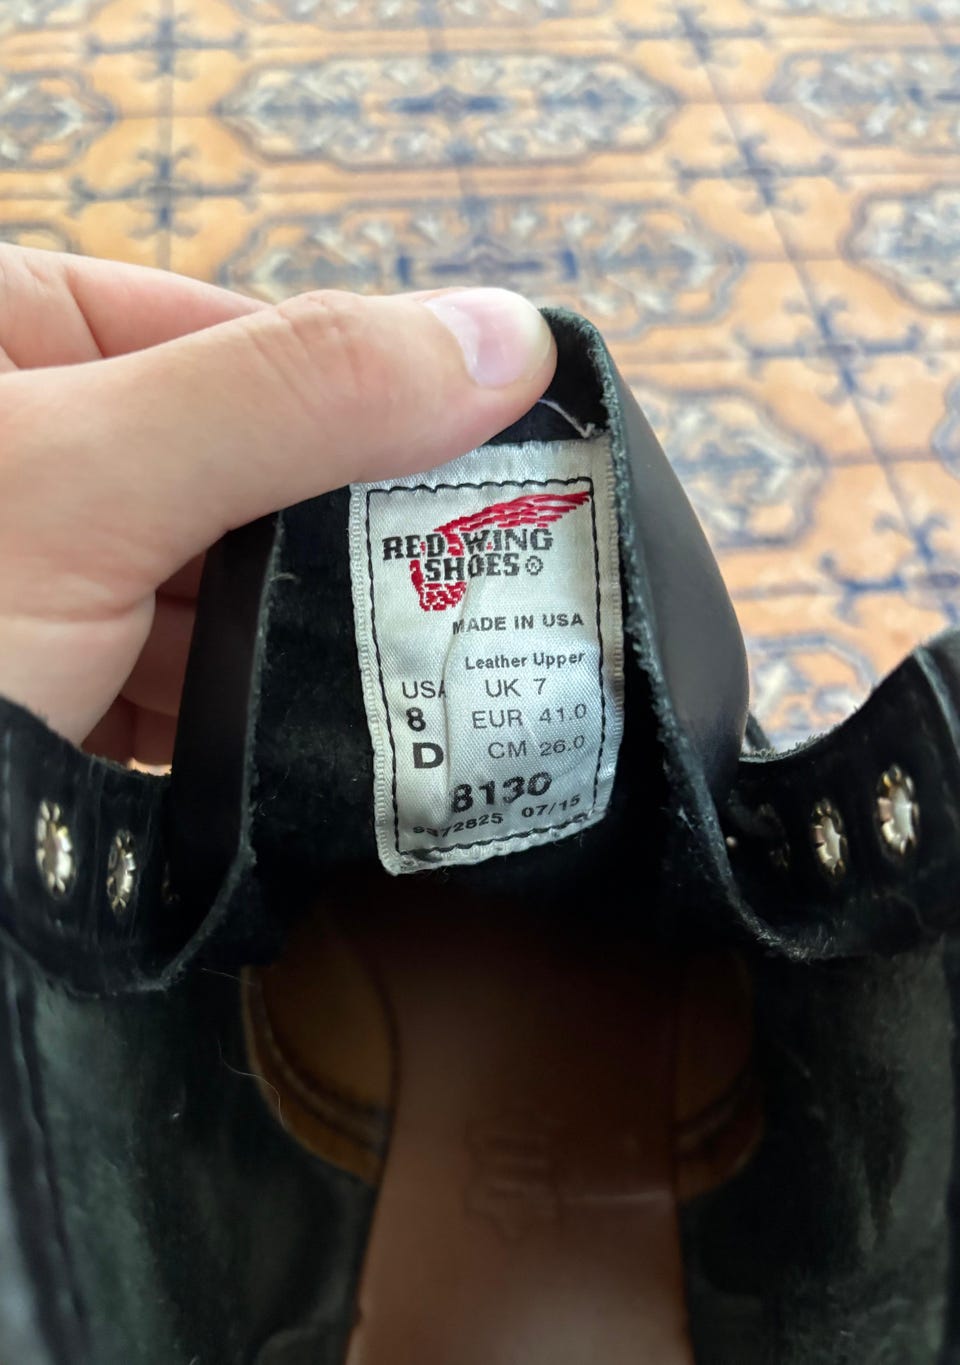 RED WING
SHOES®
MADE IN USA
Leather Upper
USA UK 7
8 EUR 41.0
D CM 26.0
8130
07/15